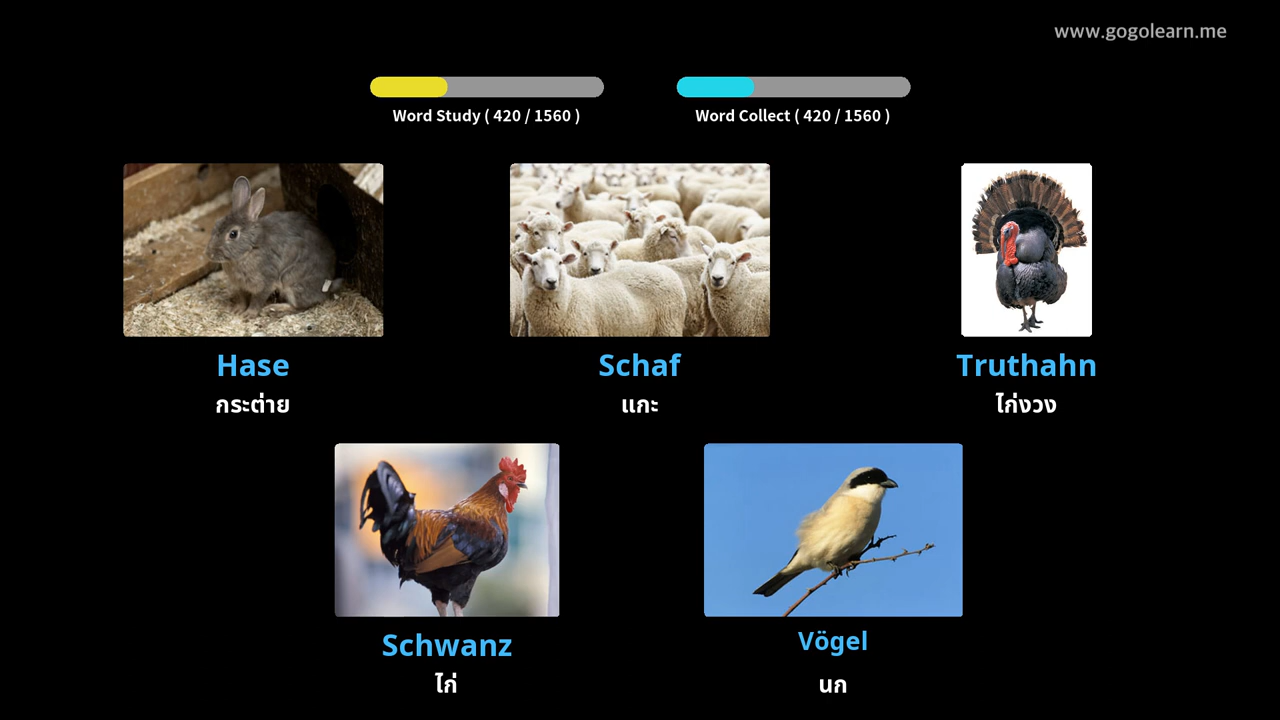 www.gogolearn.me
Word Study ( 420 / 1560 )
Word Collect ( 420 / 1560 )
Hase
กระต่าย
Schaf
แกะ
Truthahn
ไก่งวง
Schwanz
ไก่
Vögel
นก